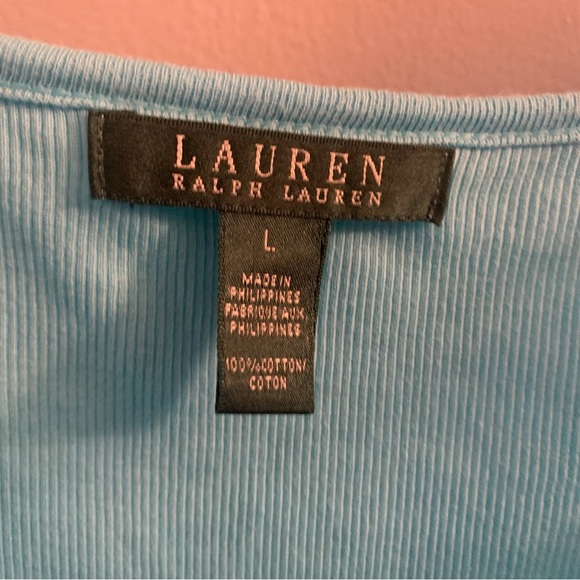 LAUREN
RALPH LAUREN
L
MADE IN
PHILIPPINES
FABRIQUE AUX
PHILIPPINES
100% COTTON/
COTON